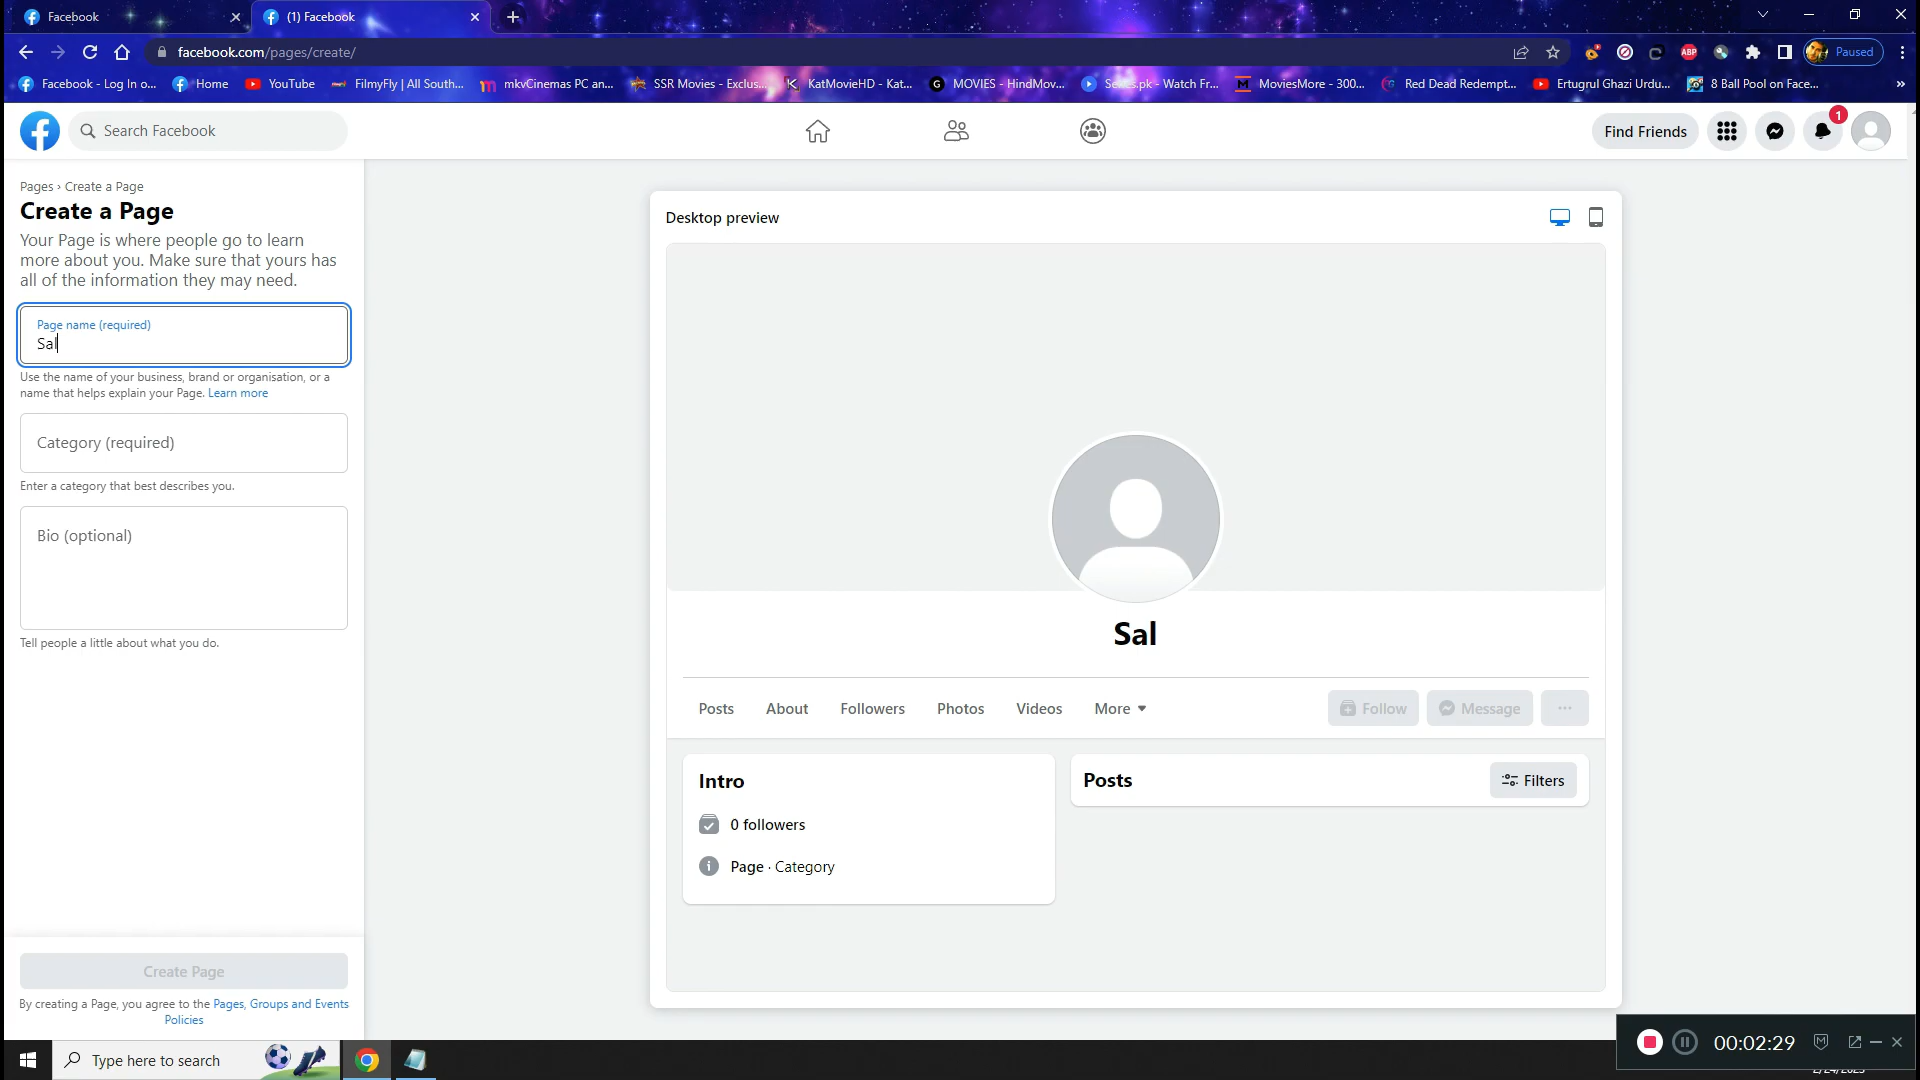 Facebook
(1) Facebook
facebook.com/pages/create/
Paused
Facebook - Log In o...
Home
YouTube
FilmyFly | All South...
mkvCinemas PC an...
SSR Movies - Exclus...
KatMovieHD - Kat...
MOVIES - HindMov...
Series.pk - Watch Fr...
MoviesMore - 300...
Red Dead Redempt...
Ertugrul Ghazi Urdu...
8 Ball Pool on Face...
»
Search Facebook
Find Friends
1
Pages › Create a Page
Create a Page
Your Page is where people go to learn
more about you. Make sure that yours has
all of the information they may need.
Page name (required)
Sal
Use the name of your business, brand or organisation, or a
name that helps explain your Page. Learn more
Category (required)
Enter a category that best describes you.
Bio (optional)
Tell people a little about what you do.
Create Page
By creating a Page, you agree to the Pages, Groups and Events
Policies
Desktop preview
Sal
Posts
About
Followers
Photos
Videos
More
Follow
Message
...
Intro
0 followers
Page · Category
Posts
Filters
Type here to search
00:02:29